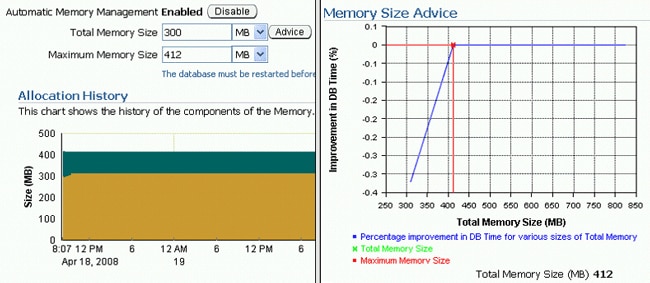 Automatic Memory Management Enabled Disable
Total Memory Size 300 MB Advice
Maximum Memory Size 412 MB
The database must be restarted before
Allocation History
This chart shows the history of the components of the Memory.
Size (MB)
500
400
300
200
100
0
8:07 12 PM 6 12 AM 6 12 PM 6
Apr 18, 2008 19
Memory Size Advice
Improvement in DB Time (%)
0.1
0
-0.1
-0.1
-0.2
-0.2
-0.3
-0.3
-0.4
250 300 350 400 450 500 550 600 650 700 750 800 850
Total Memory Size (MB)
Percentage improvement in DB Time for various sizes of Total Memory
Total Memory Size
Maximum Memory Size
Total Memory Size (MB) 412